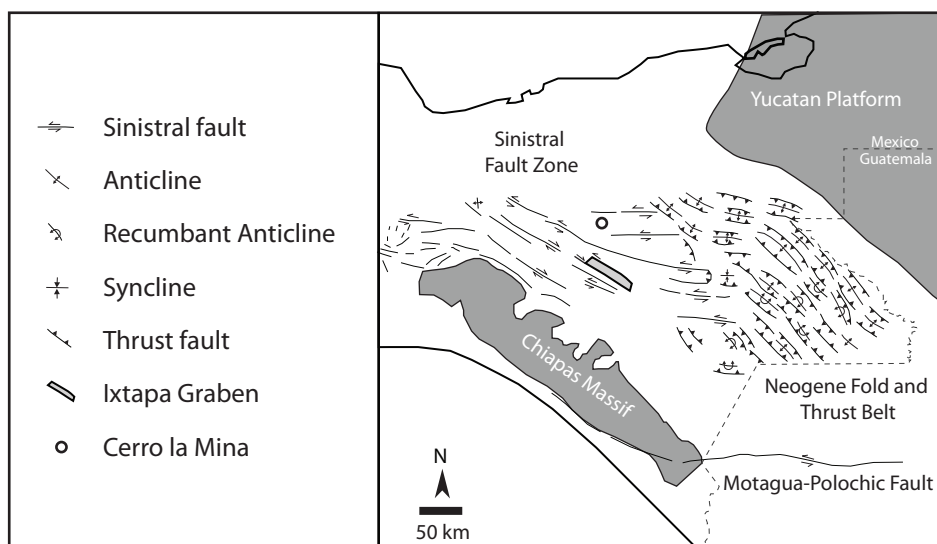 Sinistral fault
Anticline
Recumbant Anticline
Syncline
Thrust fault
Ixtapa Graben
Cerro la Mina
Yucatan Platform
Mexico
Guatemala
Sinistral
Fault Zone
Chiapas Massif
Neogene Fold and
Thrust Belt
N
50 km
Motagua-Polochic Fault